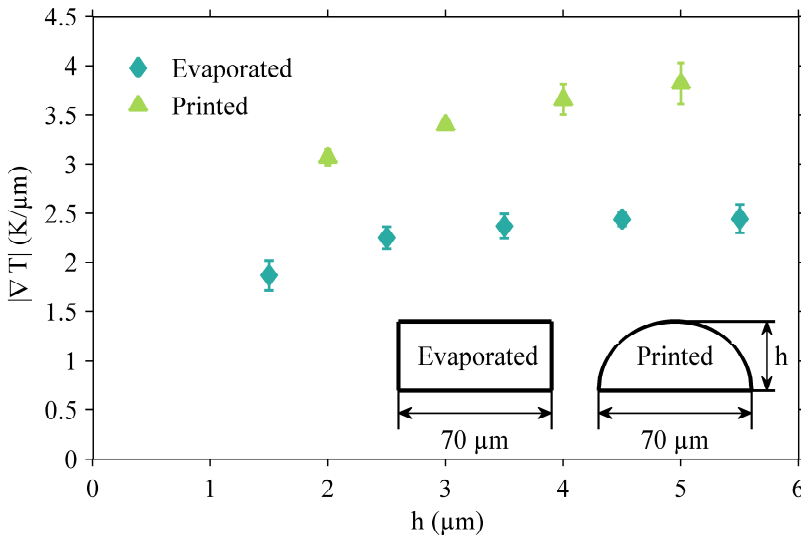 4.5
4
3.5
3
2.5
2
1.5
1
0.5
0
0 1 2 3 4 5 6
|∇T| (K/µm)
h (µm)
Evaporated
Printed
Evaporated
Printed
h
70 µm
70 µm